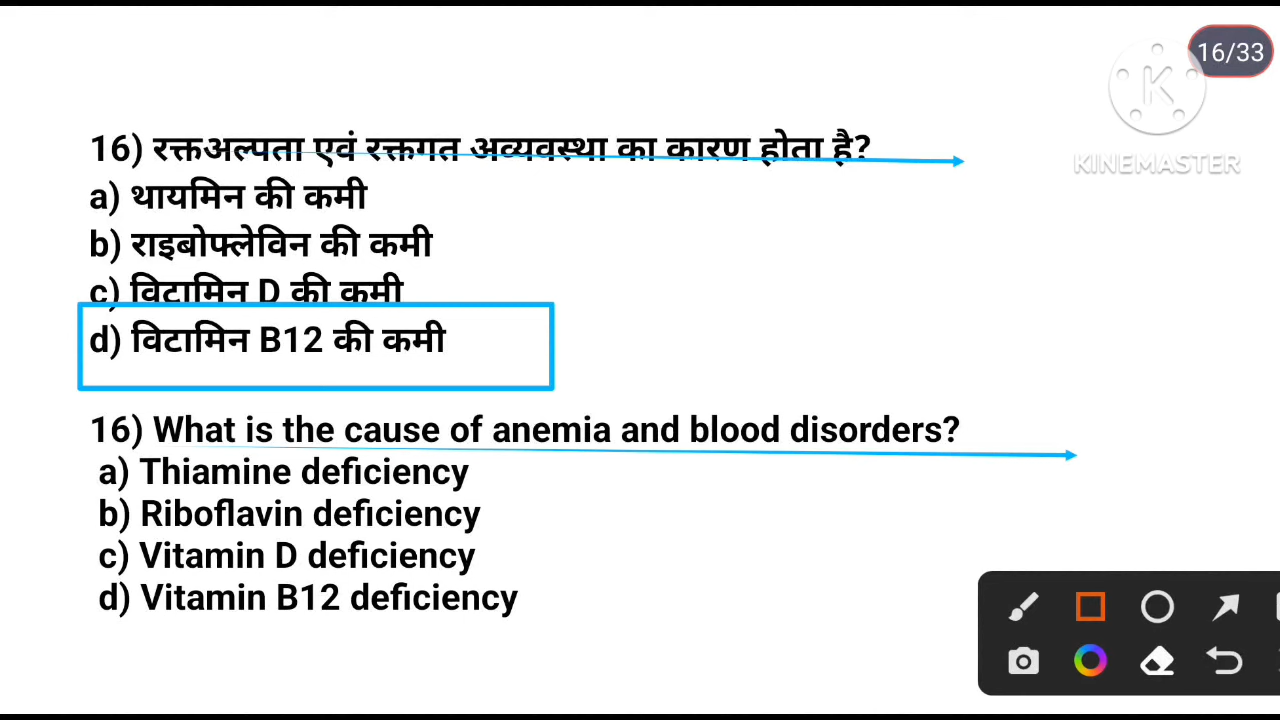 16/33
KINEMASTER
16) रक्तअल्पता एवं रक्तगत अव्यवस्था का कारण होता है?
a) थायमिन की कमी
b) राइबोफ्लेविन की कमी
c) विटामिन D की कमी
d) विटामिन B12 की कमी
16) What is the cause of anemia and blood disorders?
a) Thiamine deficiency
b) Riboflavin deficiency
c) Vitamin D deficiency
d) Vitamin B12 deficiency